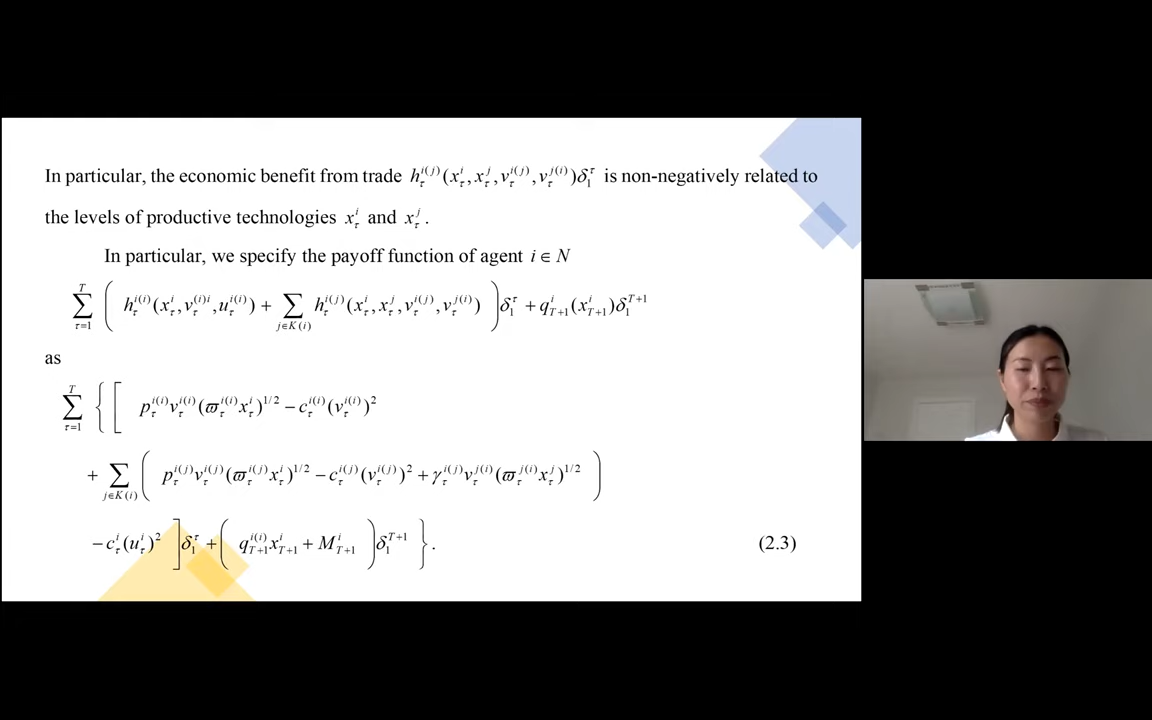 In particular, the economic benefit from trade h_τ^{i(j)}(x_τ^i, x_τ^j, v_τ^{i(j)}, v_τ^{j(i)})δ_1^τ is non-negatively related to
the levels of productive technologies x_τ^i and x_τ^j.
In particular, we specify the payoff function of agent i ∈ N
∑_{τ=1}^{T} ( h_τ^{i(i)}(x_τ^i, v_τ^{(i)i}, u_τ^{i(i)}) + ∑_{j∈K(i)} h_τ^{i(j)}(x_τ^i, x_τ^j, v_τ^{i(j)}, v_τ^{j(i)}) ) δ_1^τ + q_{T+1}^i(x_{T+1}^i)δ_1^{T+1}
as
∑_{τ=1}^{T} { [ p_τ^{i(i)} v_τ^{i(i)} (ϖ_τ^{i(i)} x_τ^i)^{1/2} − c_τ^{i(i)} (v_τ^{i(i)})^2
+ ∑_{j∈K(i)} ( p_τ^{i(j)} v_τ^{i(j)} (ϖ_τ^{i(j)} x_τ^i)^{1/2} − c_τ^{i(j)} (v_τ^{i(j)})^2 + γ_τ^{i(j)} v_τ^{j(i)} (ϖ_τ^{j(i)} x_τ^j)^{1/2} )
− c_τ^i (u_τ^i)^2 ] δ_1^τ + ( q_{T+1}^{i(i)} x_{T+1}^i + M_{T+1}^i ) δ_1^{T+1} }. (2.3)